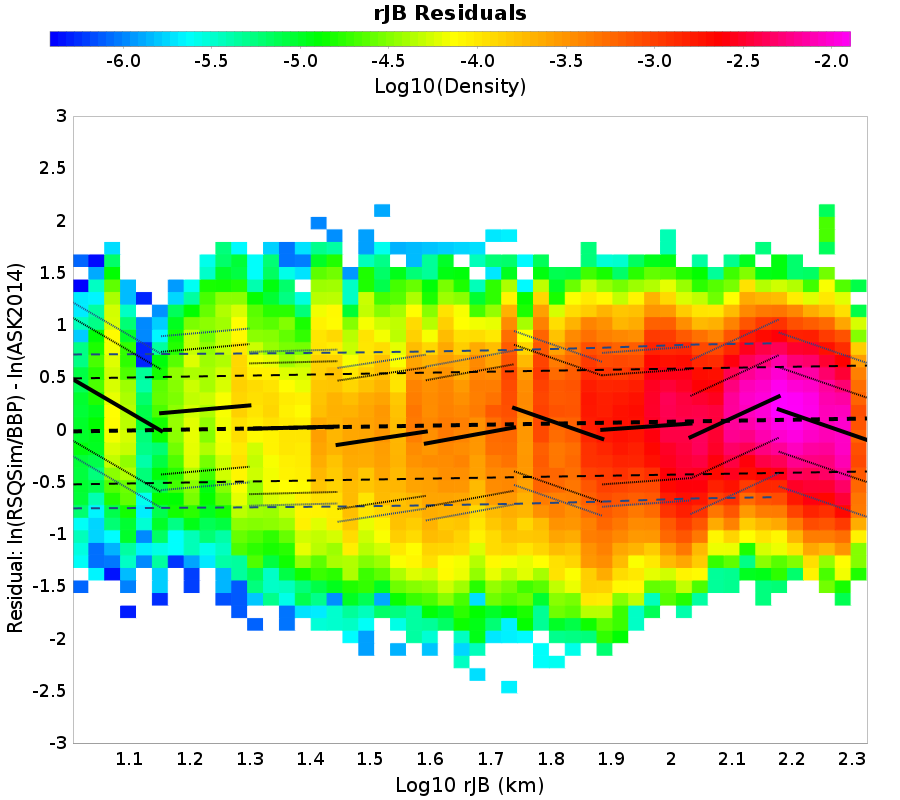 rJB Residuals
-6.0 -5.5 -5.0 -4.5 -4.0 -3.5 -3.0 -2.5 -2.0
Log10(Density)
Residual: ln(RSQSim/BBP) - ln(ASK2014)
3
2.5
2
1.5
1
0.5
0
-0.5
-1
-1.5
-2
-2.5
-3
1.1 1.2 1.3 1.4 1.5 1.6 1.7 1.8 1.9 2 2.1 2.2 2.3
Log10 rJB (km)